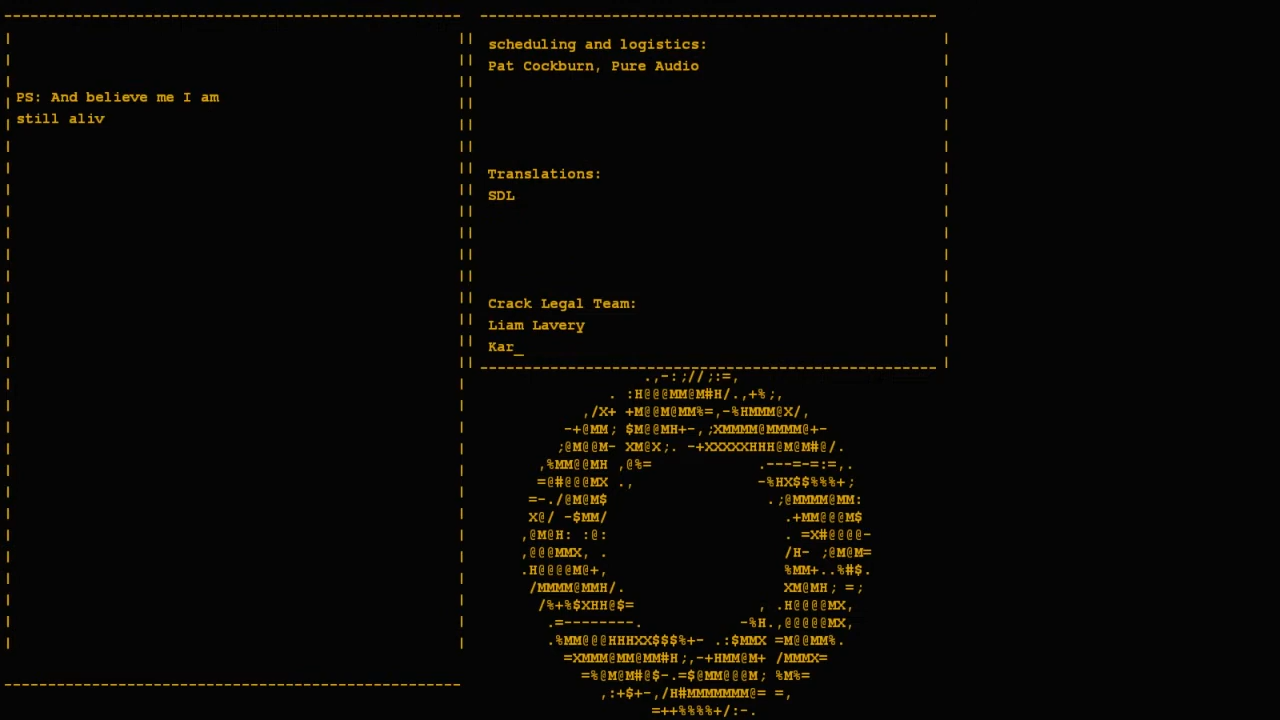 PS: And believe me I am
still aliv
scheduling and logistics:
Pat Cockburn, Pure Audio
Translations:
SDL
Crack Legal Team:
Liam Lavery
Kar_